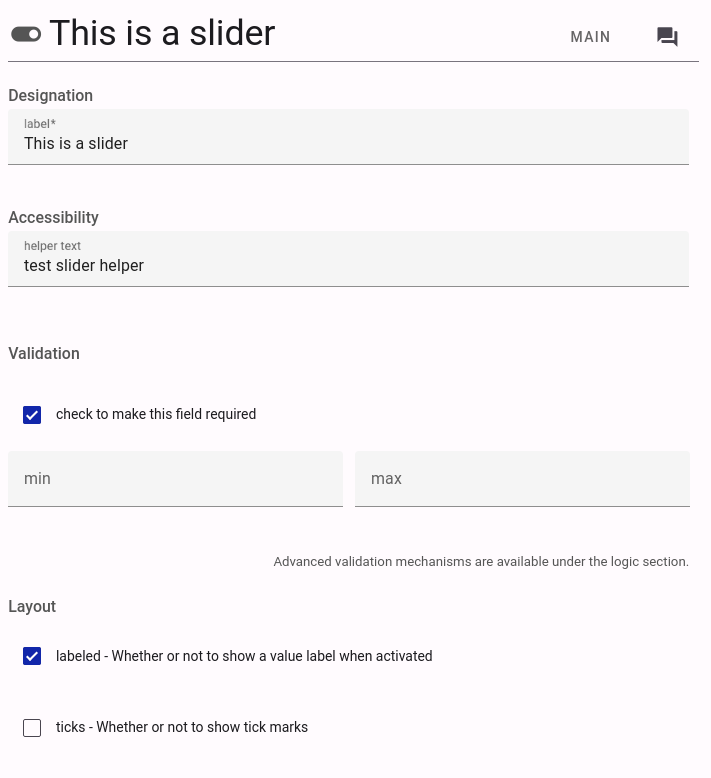 This is a slider
MAIN
Designation
label*
This is a slider
Accessibility
helper text
test slider helper
Validation
check to make this field required
min
max
Advanced validation mechanisms are available under the logic section.
Layout
labeled - Whether or not to show a value label when activated
ticks - Whether or not to show tick marks